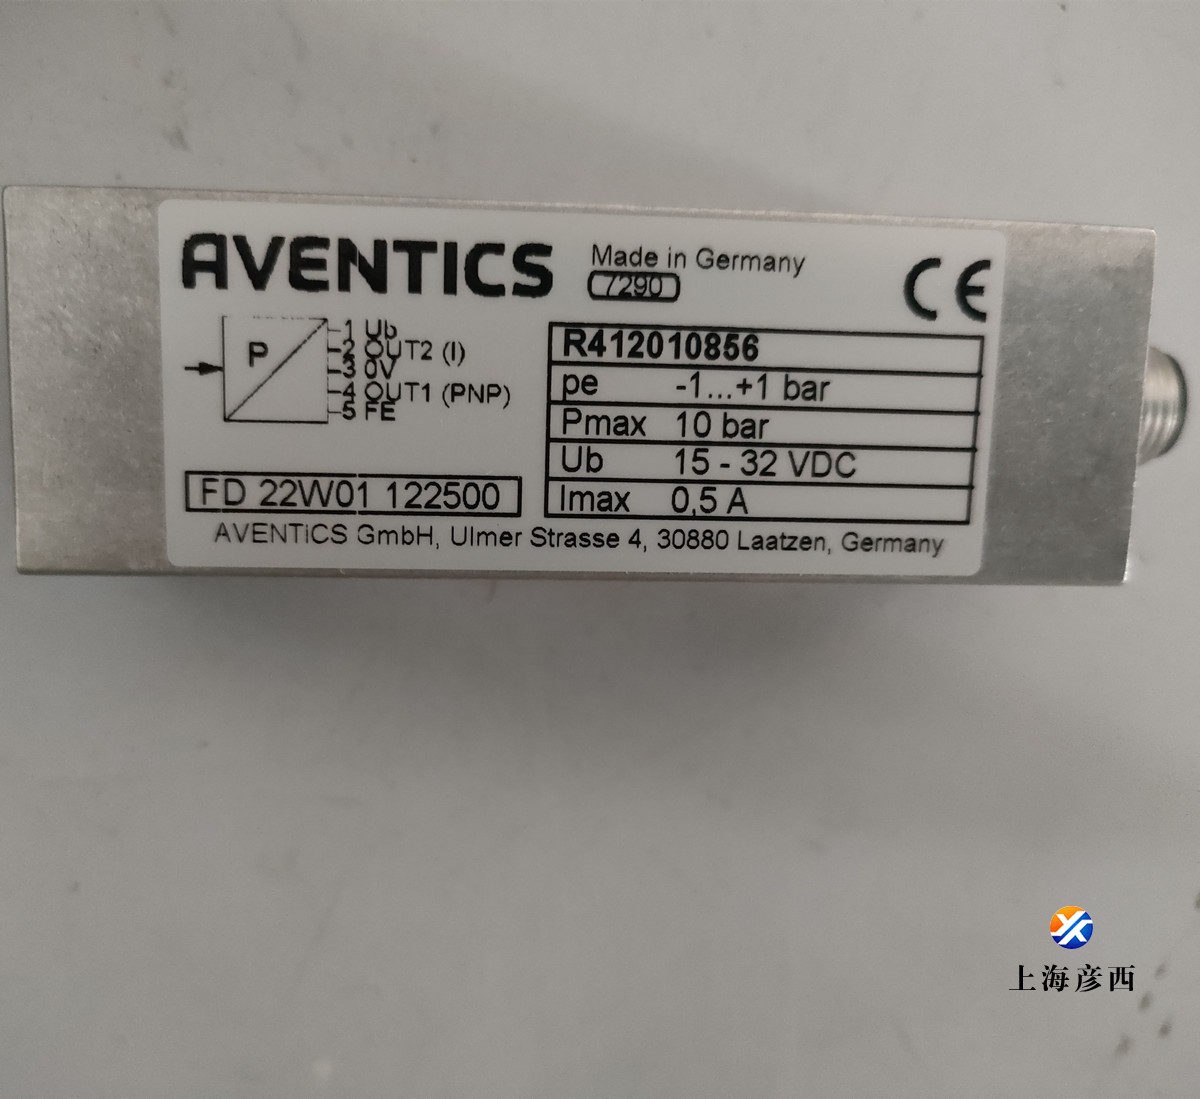 AVENTICS
Made in Germany
7290
CE
P
1 Ub
2 OUT2 (I)
3 0V
4 OUT1 (PNP)
5 FE
R412010856
pe -1...+1 bar
Pmax 10 bar
Ub 15 - 32 VDC
Imax 0,5 A
FD 22W01 122500
AVENTICS GmbH, Ulmer Strasse 4, 30880 Laatzen, Germany
上海彦西